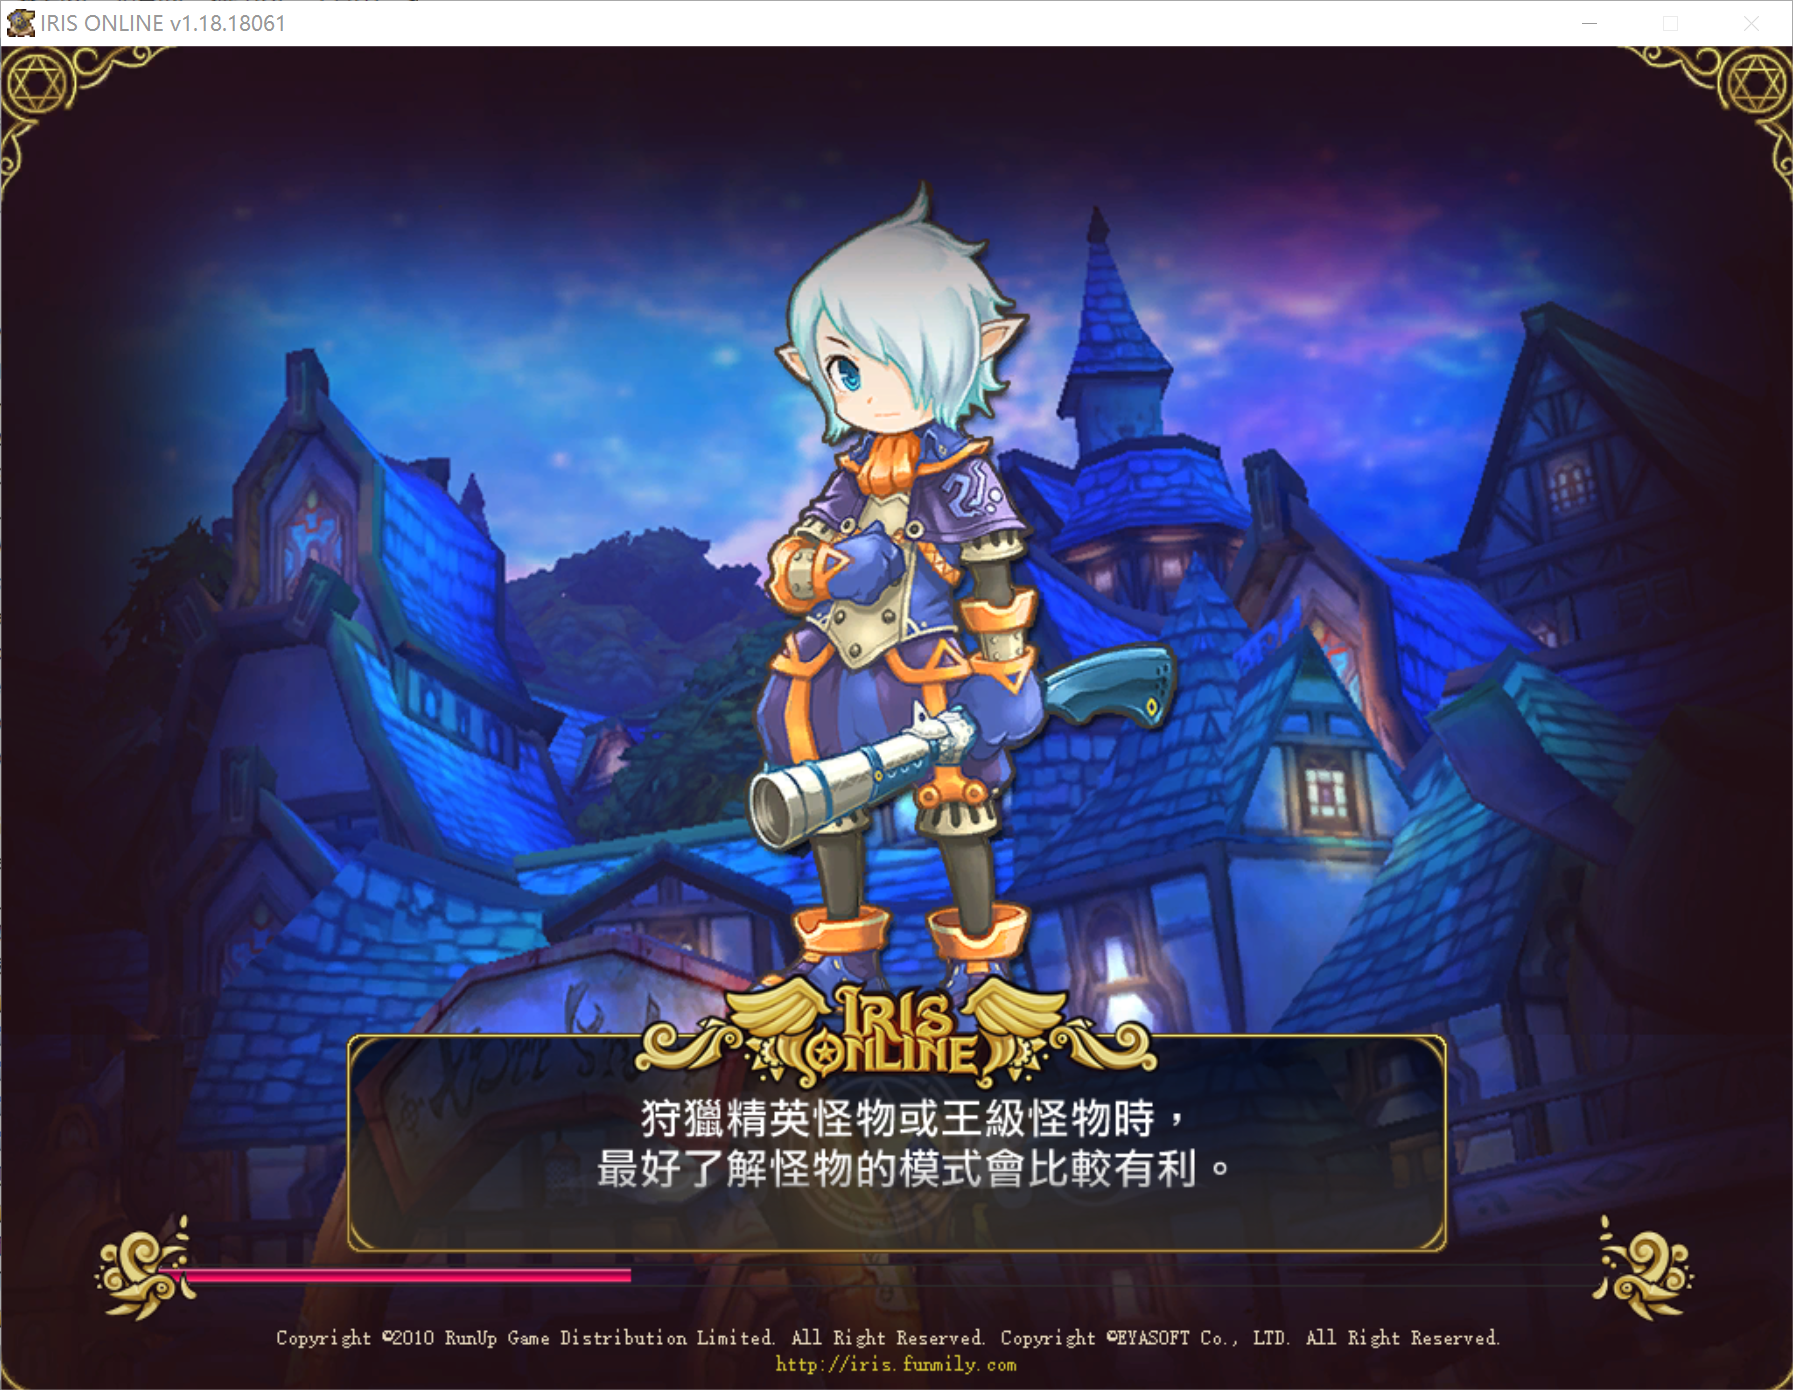 IRIS ONLINE v1.18.18061
IRIS
ONLINE
狩獵精英怪物或王級怪物時，
最好了解怪物的模式會比較有利。
Copyright ©2010 RunUp Game Distribution Limited. All Right Reserved. Copyright ©EYASOFT Co., LTD. All Right Reserved.
http://iris.funmily.com